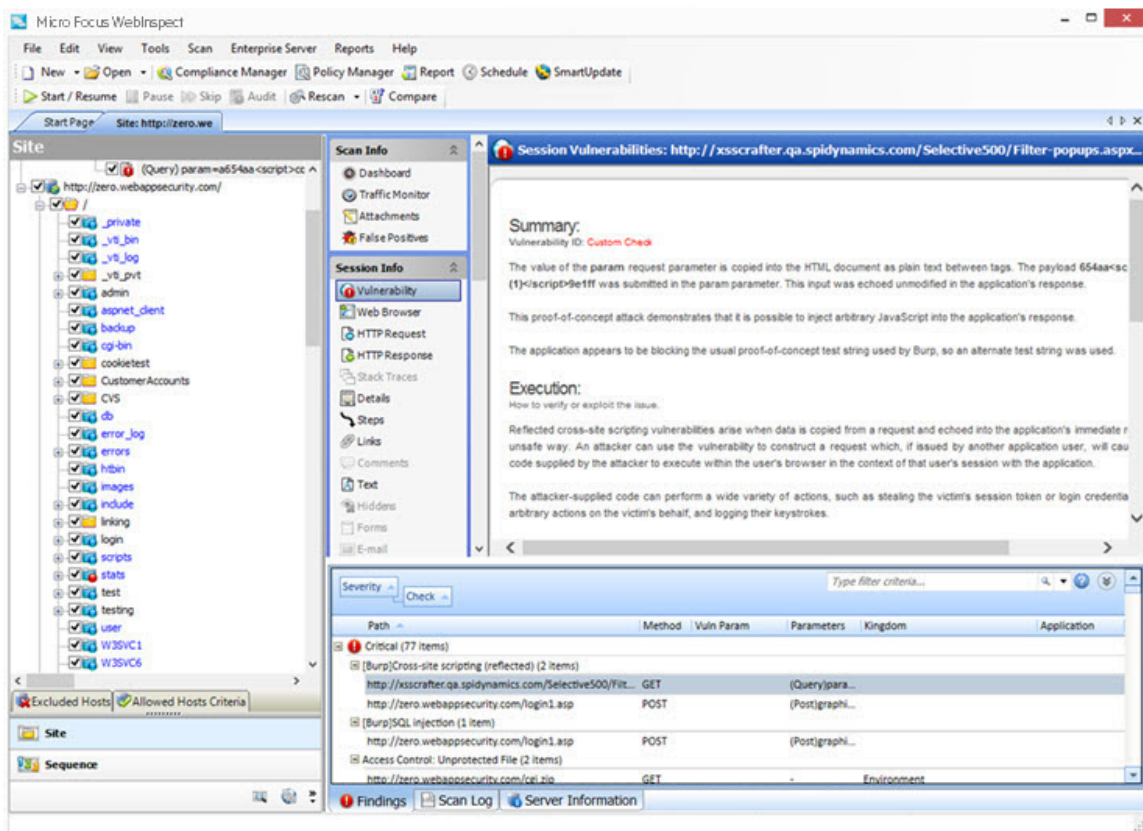 Micro Focus WebInspect
File Edit View Tools Scan Enterprise Server Reports Help
New Open Compliance Manager Policy Manager Report Schedule SmartUpdate
Start / Resume Pause Skip Audit Rescan Compare
Start Page Site: http://zero.we
Site
(Query) param=a654aa<script>cc
http://zero.webappsecurity.com/
/
_private
_vti_bin
_vti_log
_vti_pvt
admin
aspnet_client
backup
cgi-bin
cookietest
CustomerAccounts
CVS
db
error_log
errors
htbin
images
include
linking
login
scripts
stats
test
testing
user
W3SVC1
W3SVC6
Excluded Hosts Allowed Hosts Criteria
Site
Sequence
Scan Info
Dashboard
Traffic Monitor
Attachments
False Positives
Session Info
Vulnerability
Web Browser
HTTP Request
HTTP Response
Stack Traces
Details
Steps
Links
Comments
Text
Hiddens
Forms
E-mail
Session Vulnerabilities: http://xsscrafter.qa.spidynamics.com/Selective500/Filter-popups.aspx...
Summary:
Vulnerability ID: Custom Check
The value of the param request parameter is copied into the HTML document as plain text between tags. The payload 654aa<sc
(1)</script>9e1ff was submitted in the param parameter. This input was echoed unmodified in the application's response.
This proof-of-concept attack demonstrates that it is possible to inject arbitrary JavaScript into the application's response.
The application appears to be blocking the usual proof-of-concept test string used by Burp, so an alternate test string was used.
Execution:
How to verify or exploit the issue.
Reflected cross-site scripting vulnerabilities arise when data is copied from a request and echoed into the application's immediate r
unsafe way. An attacker can use the vulnerability to construct a request which, if issued by another application user, will cau
code supplied by the attacker to execute within the user's browser in the context of that user's session with the application.
The attacker-supplied code can perform a wide variety of actions, such as stealing the victim's session token or login credentia
arbitrary actions on the victim's behalf, and logging their keystrokes.
Severity
Check
Type filter criteria...
Path Method Vuln Param Parameters Kingdom Application
Critical (77 items)
[Burp]Cross-site scripting (reflected) (2 items)
http://xsscrafter.qa.spidynamics.com/Selective500/Filt... GET (Query)para...
http://zero.webappsecurity.com/login1.asp POST (Post)graphi...
[Burp]SQL injection (1 item)
http://zero.webappsecurity.com/login1.asp POST (Post)graphi...
Access Control: Unprotected File (2 items)
http://zero.webappsecurity.com/cgi.zip GET - Environment
Findings Scan Log Server Information